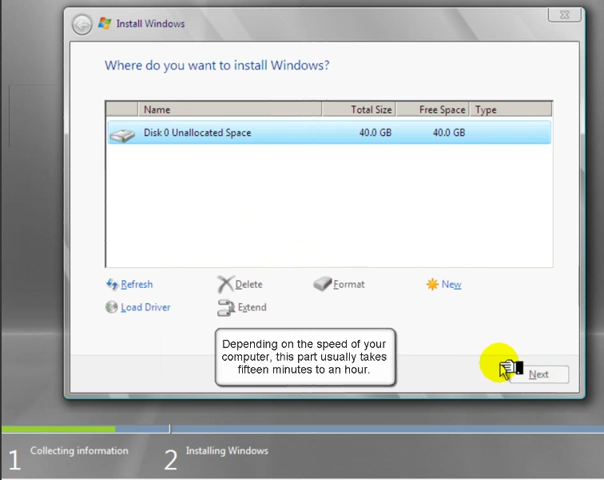 Install Windows
Where do you want to install Windows?
Name Total Size Free Space Type
Disk 0 Unallocated Space 40.0 GB 40.0 GB
Refresh Delete Format New
Load Driver Extend
Depending on the speed of your
computer, this part usually takes
fifteen minutes to an hour.
Next
1 Collecting information 2 Installing Windows